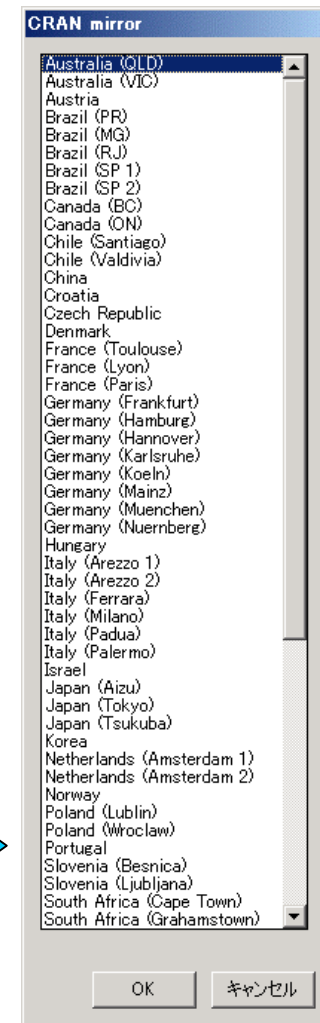 CRAN mirror
Australia (QLD)
Australia (VIC)
Austria
Brazil (PR)
Brazil (MG)
Brazil (RJ)
Brazil (SP 1)
Brazil (SP 2)
Canada (BC)
Canada (ON)
Chile (Santiago)
Chile (Valdivia)
China
Croatia
Czech Republic
Denmark
France (Toulouse)
France (Lyon)
France (Paris)
Germany (Frankfurt)
Germany (Hamburg)
Germany (Hannover)
Germany (Karlsruhe)
Germany (Koeln)
Germany (Mainz)
Germany (Muenchen)
Germany (Nuernberg)
Hungary
Italy (Arezzo 1)
Italy (Arezzo 2)
Italy (Ferrara)
Italy (Milano)
Italy (Padua)
Italy (Palermo)
Israel
Japan (Aizu)
Japan (Tokyo)
Japan (Tsukuba)
Korea
Netherlands (Amsterdam 1)
Netherlands (Amsterdam 2)
Norway
Poland (Lublin)
Poland (Wroclaw)
Portugal
Slovenia (Besnica)
Slovenia (Ljubljana)
South Africa (Cape Town)
South Africa (Grahamstown)
OK キャンセル